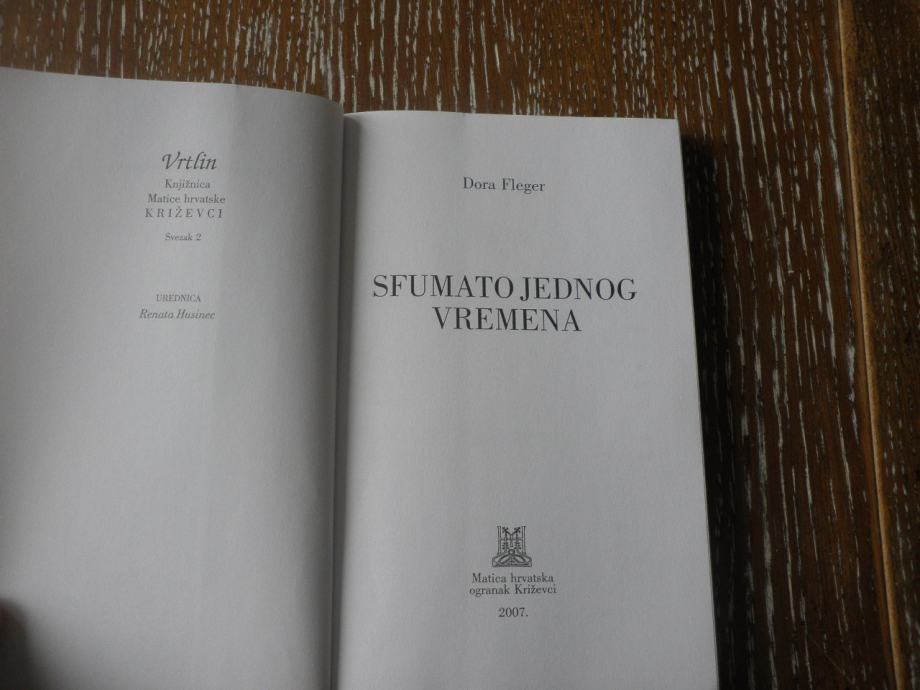 Vrtlin
Knjižnica
Matice hrvatske
KRIŽEVCI
Svezak 2
UREDNICA
Renata Husinec
Dora Fleger
SFUMATO JEDNOG
VREMENA
Matica hrvatska
ogranak Križevci
2007.